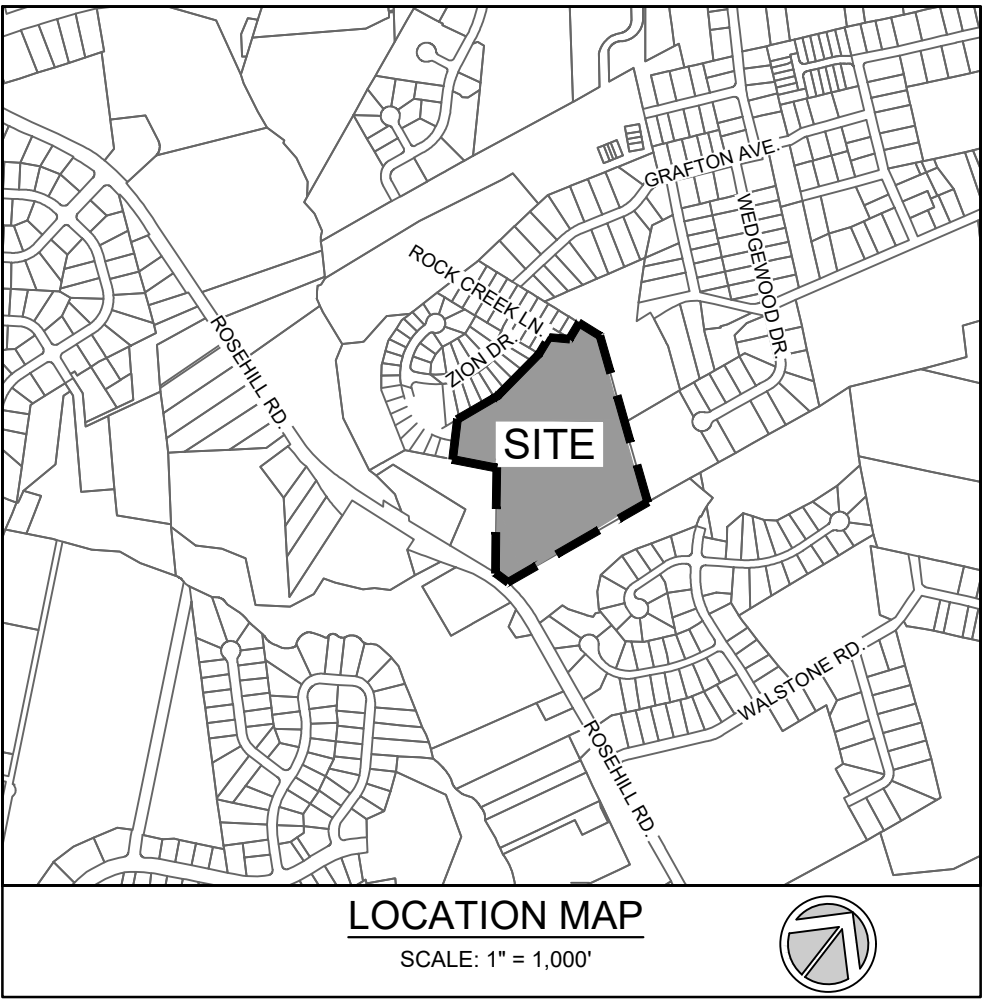 GRAFTON AVE.
WEDGEWOOD DR.
ROCK CREEK LN.
ZION DR.
ROSEHILL RD.
SITE
WALSTONE RD.
ROSEHILL RD.
LOCATION MAP
SCALE: 1" = 1,000'